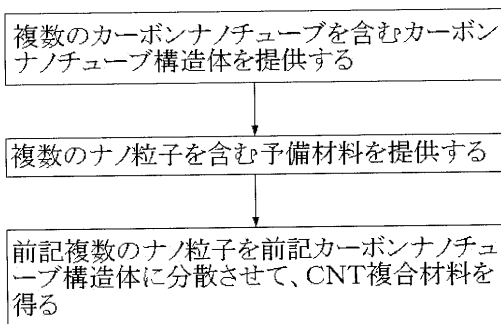 複数のカーボンナノチューブを含むカーボン
ナノチューブ構造体を提供する
複数のナノ粒子を含む予備材料を提供する
前記複数のナノ粒子を前記カーボンナノチュ
ーブ構造体に分散させて、CNT複合材料を
得る